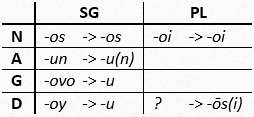 SG PL
N -os -> -os -oi -> -oi
A -un -> -u(n)
G -ovo -> -u
D -oy -> -u ? -> -ōs(i)